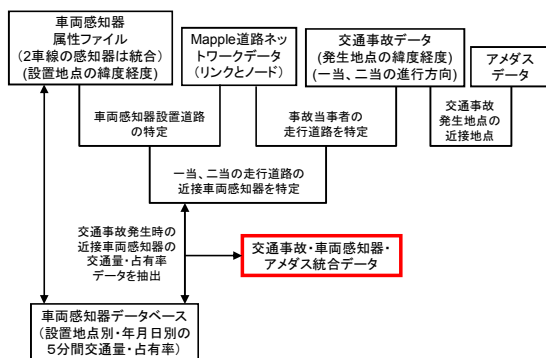 車両感知器
属性ファイル
(2車線の感知器は統合)
(設置地点の緯度経度)
Mapple道路ネッ
トワークデータ
(リンクとノード)
交通事故データ
(発生地点の緯度経度)
(一当、二当の進行方向)
アメダス
データ
車両感知器設置道路
の特定
事故当事者の
走行道路を特定
交通事故
発生地点の
近接地点
一当、二当の走行道路の
近接車両感知器を特定
交通事故発生時の
近接車両感知器の
交通量・占有率
データを抽出
交通事故・車両感知器・
アメダス統合データ
車両感知器データベース
(設置地点別・年月日別の
5分間交通量・占有率)